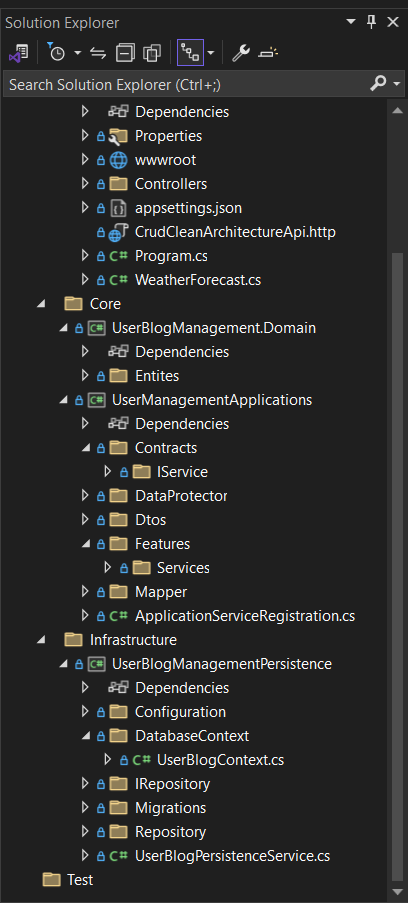 Solution Explorer
Search Solution Explorer (Ctrl+;)
Dependencies
Properties
wwwroot
Controllers
appsettings.json
CrudCleanArchitectureApi.http
C# Program.cs
C# WeatherForecast.cs
Core
C# UserBlogManagement.Domain
Dependencies
Entites
C# UserManagementApplications
Dependencies
Contracts
IService
DataProtector
Dtos
Features
Services
Mapper
C# ApplicationServiceRegistration.cs
Infrastructure
C# UserBlogManagementPersistence
Dependencies
Configuration
DatabaseContext
C# UserBlogContext.cs
IRepository
Migrations
Repository
C# UserBlogPersistenceService.cs
Test